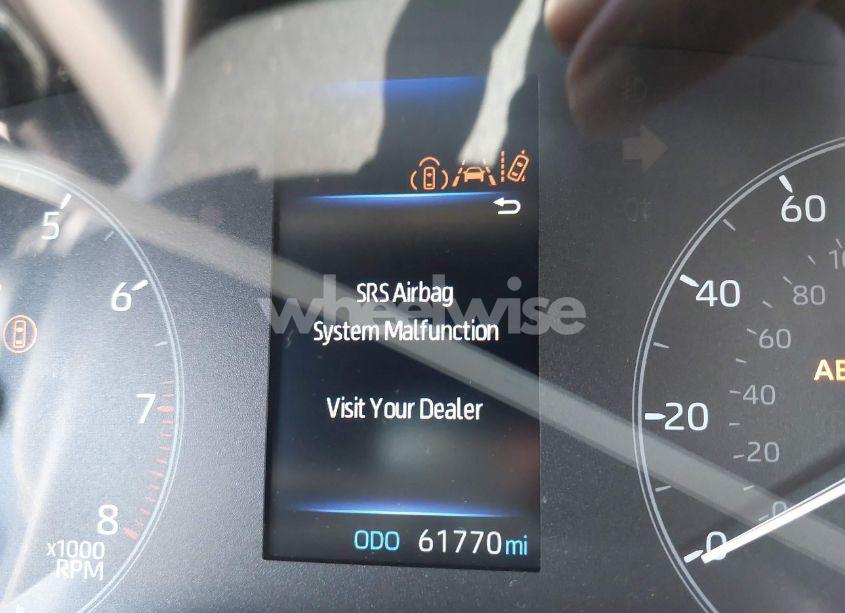 SRS Airbag
System Malfunction
Visit Your Dealer
ODO 61770 mi
5
6
7
8
x1000
RPM
60
40
20
0
80
60
40
20
0
wheelwise